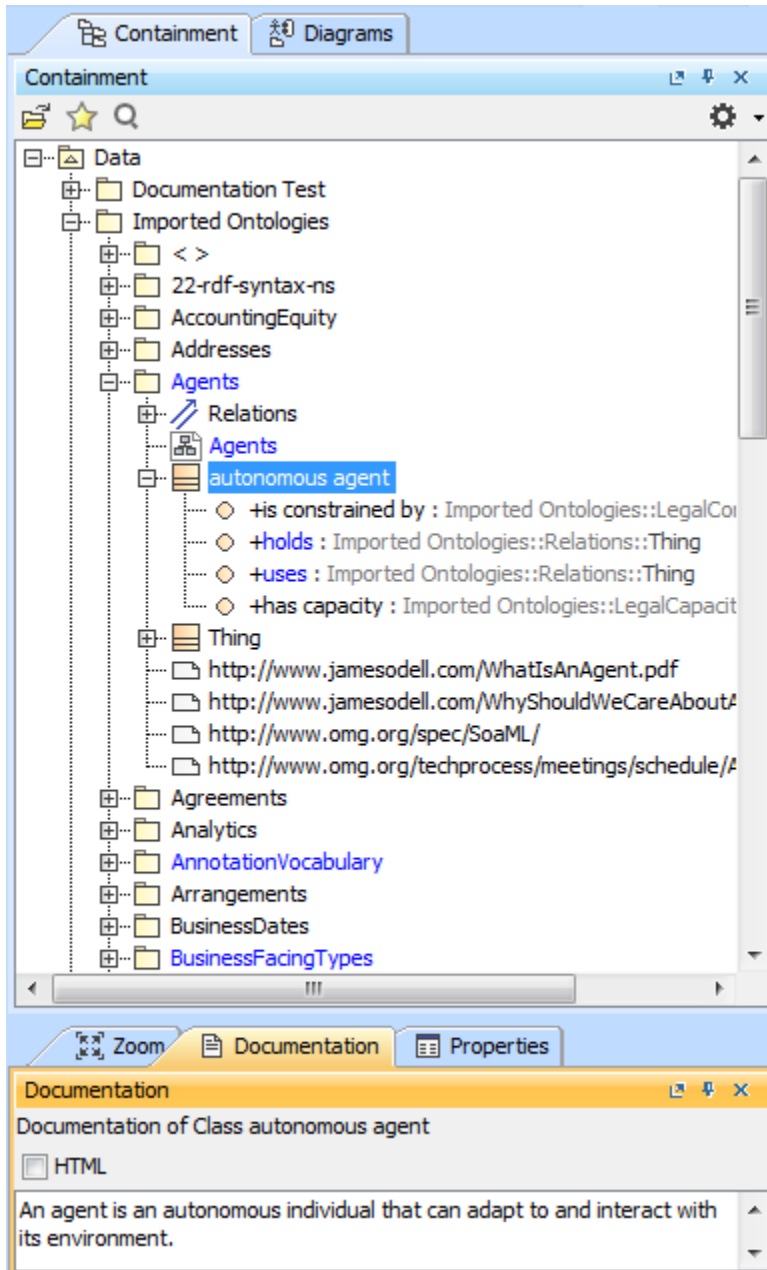 Containment Diagrams
Containment
Data
Documentation Test
Imported Ontologies
< >
22-rdf-syntax-ns
AccountingEquity
Addresses
Agents
Relations
Agents
autonomous agent
+is constrained by : Imported Ontologies::LegalCo
+holds : Imported Ontologies::Relations::Thing
+uses : Imported Ontologies::Relations::Thing
+has capacity : Imported Ontologies::LegalCapacit
Thing
http://www.jamesodell.com/WhatIsAnAgent.pdf
http://www.jamesodell.com/WhyShouldWeCareAboutA
http://www.omg.org/spec/SoaML/
http://www.omg.org/techprocess/meetings/schedule/A
Agreements
Analytics
AnnotationVocabulary
Arrangements
BusinessDates
BusinessFacingTypes
Zoom Documentation Properties
Documentation
Documentation of Class autonomous agent
HTML
An agent is an autonomous individual that can adapt to and interact with
its environment.